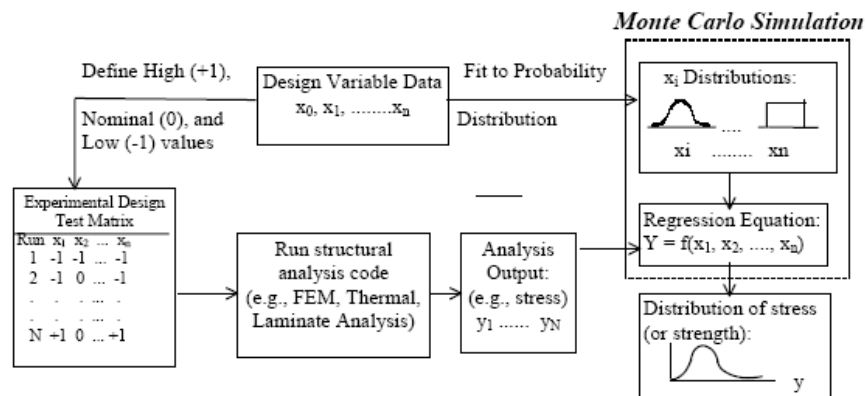 Monte Carlo Simulation
Define High (+1),
Nominal (0), and
Low (-1) values
Design Variable Data
x0, x1, ........xn
Fit to Probability
Distribution
xi Distributions:
....
xi ........ xn
Experimental Design
Test Matrix
Run x1 x2 ... xn
1 -1 -1 ... -1
2 -1 0 ... -1
. . . ... .
. . . ... .
N +1 0 ... +1
Run structural
analysis code
(e.g., FEM, Thermal,
Laminate Analysis)
Analysis
Output:
(e.g., stress)
y1 ...... yN
Regression Equation:
Y = f(x1, x2, ...., xn)
Distribution of stress
(or strength):
y